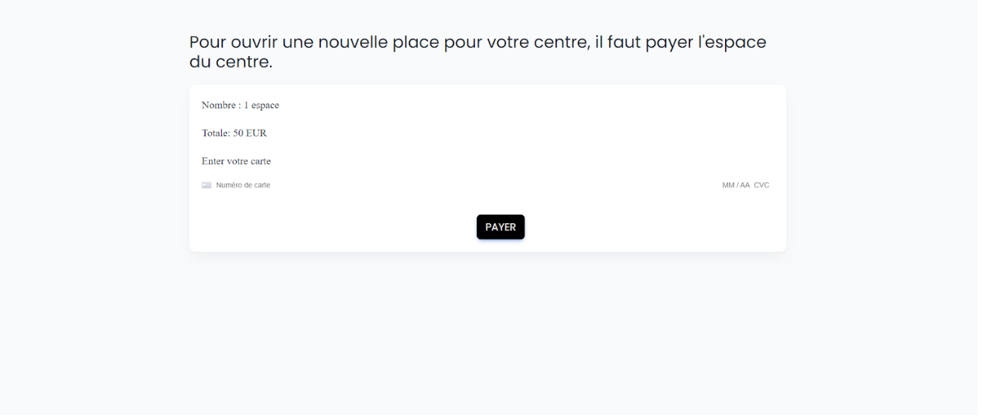 Pour ouvrir une nouvelle place pour votre centre, il faut payer l'espace
du centre.
Nombre : 1 espace
Totale: 50 EUR
Enter votre carte
Numéro de carte MM / AA CVC
PAYER